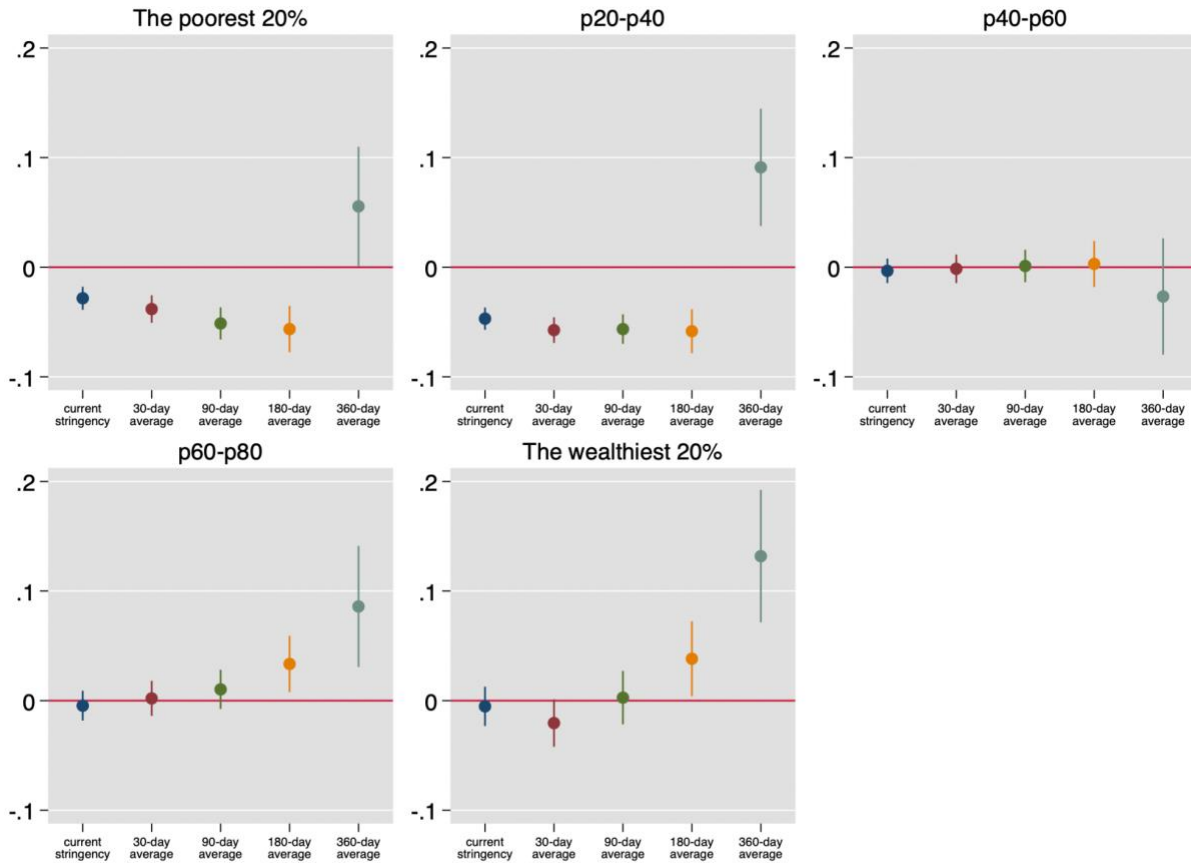 The poorest 20%
p20-p40
p40-p60
.2
.1
0
-.1
current
stringency
30-day
average
90-day
average
180-day
average
360-day
average
.2
.1
0
-.1
current
stringency
30-day
average
90-day
average
180-day
average
360-day
average
.2
.1
0
-.1
current
stringency
30-day
average
90-day
average
180-day
average
360-day
average
p60-p80
The wealthiest 20%
.2
.1
0
-.1
current
stringency
30-day
average
90-day
average
180-day
average
360-day
average
.2
.1
0
-.1
current
stringency
30-day
average
90-day
average
180-day
average
360-day
average